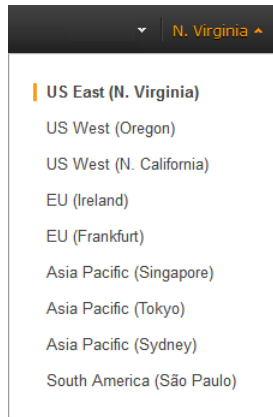 N. Virginia
US East (N. Virginia)
US West (Oregon)
US West (N. California)
EU (Ireland)
EU (Frankfurt)
Asia Pacific (Singapore)
Asia Pacific (Tokyo)
Asia Pacific (Sydney)
South America (São Paulo)